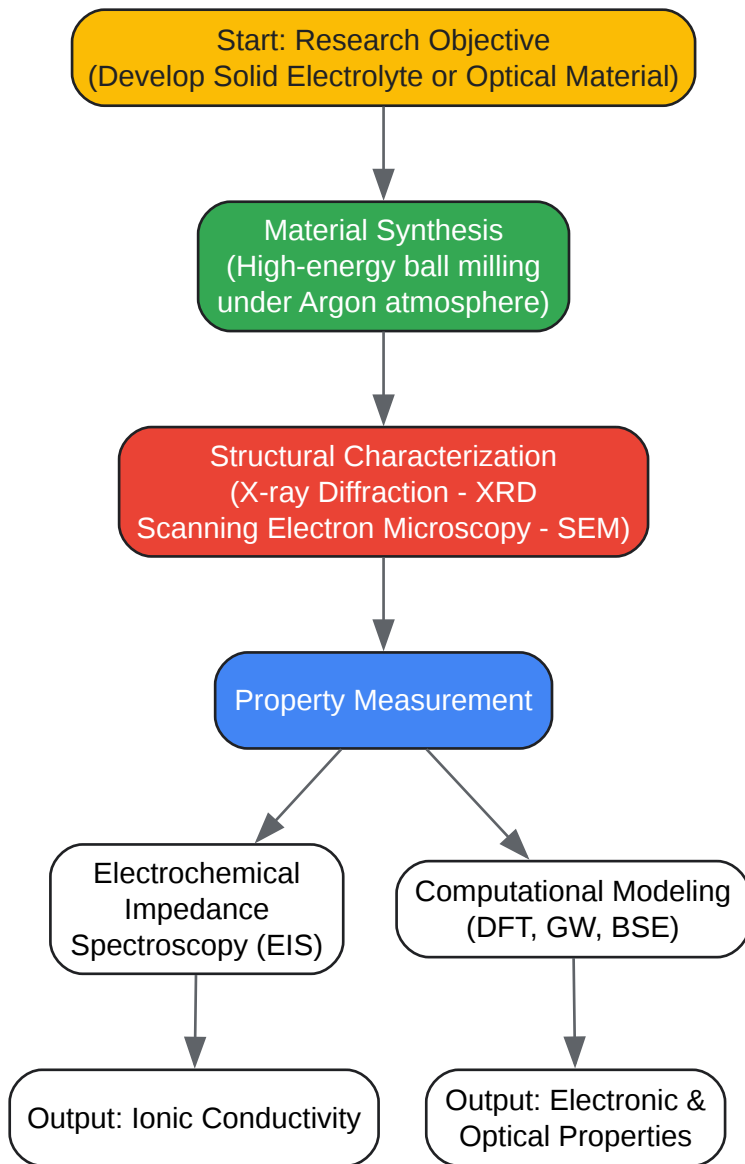 Start: Research Objective
(Develop Solid Electrolyte or Optical Material)
Material Synthesis
(High-energy ball milling
under Argon atmosphere)
Structural Characterization
(X-ray Diffraction - XRD
Scanning Electron Microscopy - SEM)
Property Measurement
Electrochemical
Impedance
Spectroscopy (EIS)
Computational Modeling
(DFT, GW, BSE)
Output: Ionic Conductivity
Output: Electronic &
Optical Properties